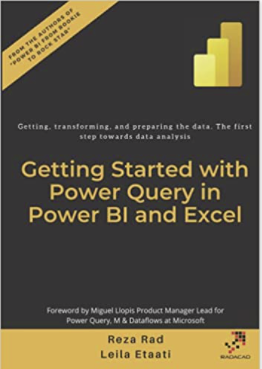 FROM THE AUTHORS OF
"POWER BI FROM ROOKIE
TO ROCK STAR"
Getting, transforming, and preparing the data. The first
step towards data analysis
Getting Started with
Power Query in
Power BI and Excel
Foreword by Miguel Llopis Product Manager Lead for
Power Query, M & Dataflows at Microsoft
Reza Rad
Leila Etaati
RADACAD